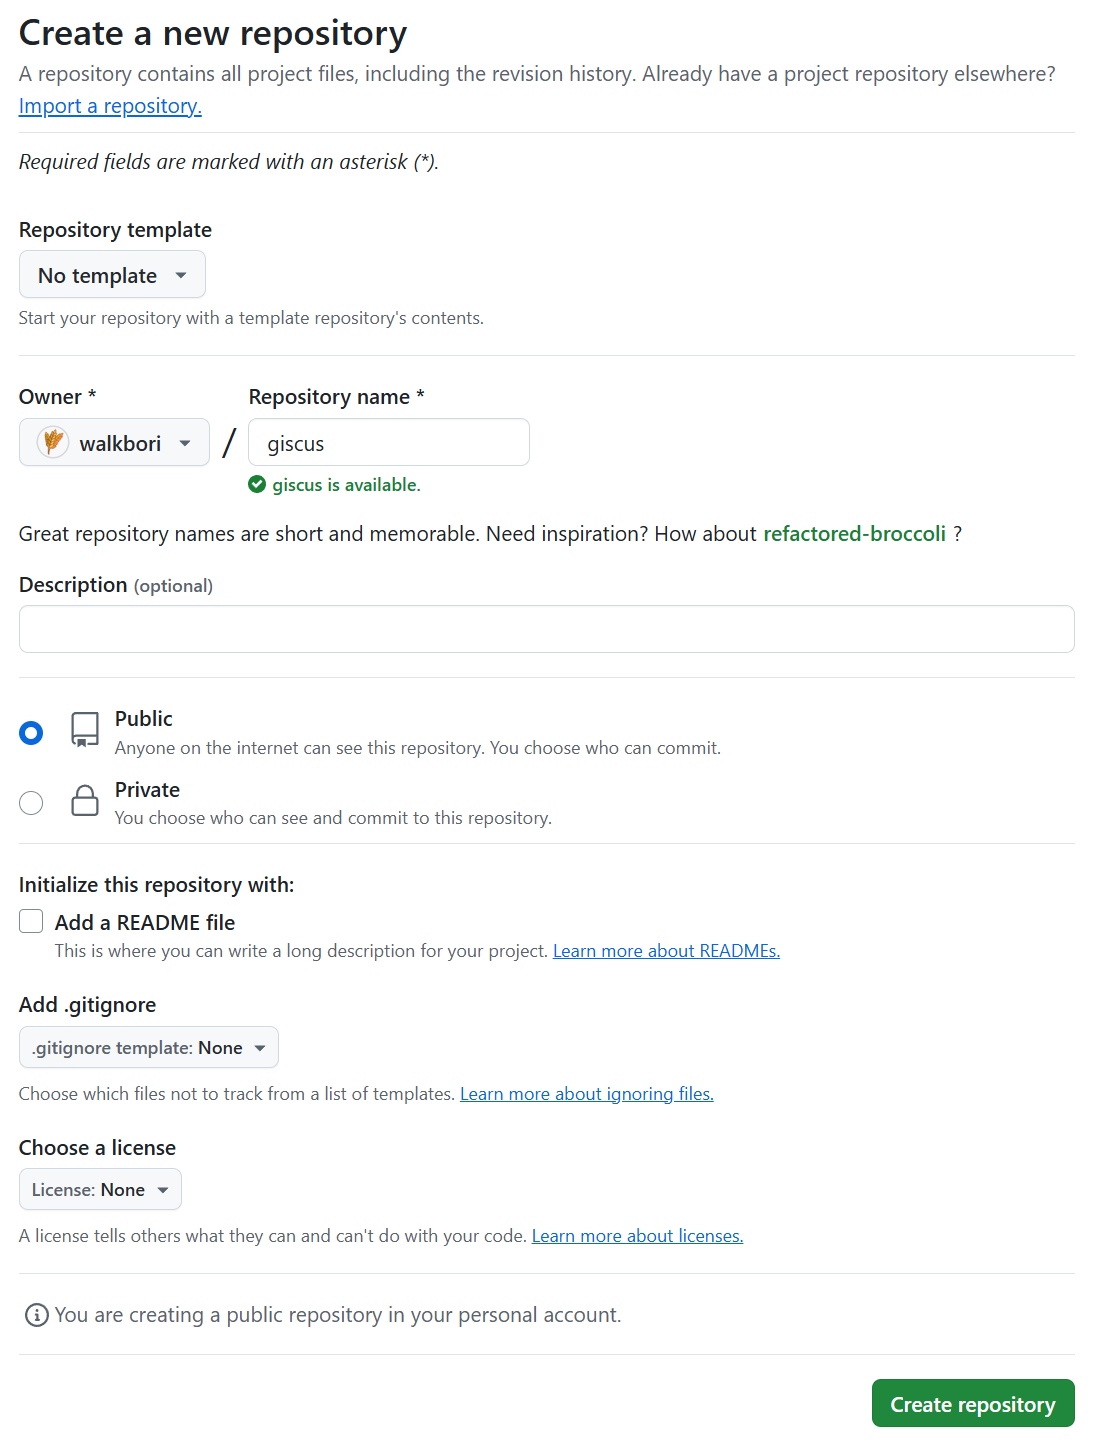 Create a new repository
A repository contains all project files, including the revision history. Already have a project repository elsewhere?
Import a repository.
Required fields are marked with an asterisk (*).
Repository template
No template
Start your repository with a template repository's contents.
Owner *
Repository name *
walkbori / giscus
giscus is available.
Great repository names are short and memorable. Need inspiration? How about refactored-broccoli ?
Description (optional)
Public
Anyone on the internet can see this repository. You choose who can commit.
Private
You choose who can see and commit to this repository.
Initialize this repository with:
Add a README file
This is where you can write a long description for your project. Learn more about READMEs.
Add .gitignore
.gitignore template: None
Choose which files not to track from a list of templates. Learn more about ignoring files.
Choose a license
License: None
A license tells others what they can and can't do with your code. Learn more about licenses.
You are creating a public repository in your personal account.
Create repository